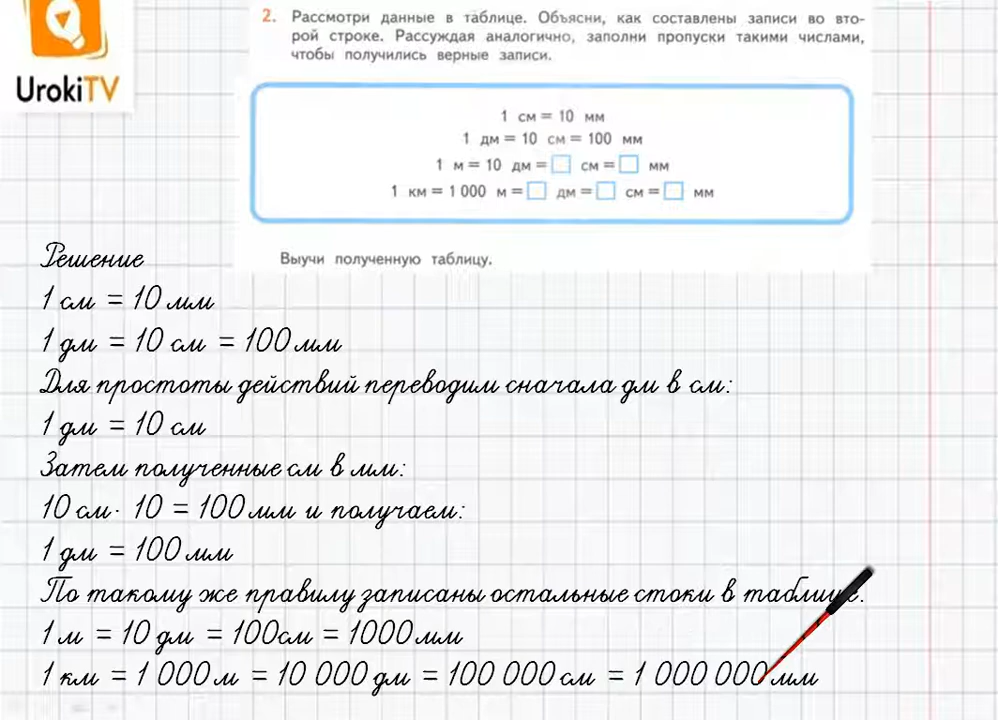 UrokiTV
2. Рассмотри данные в таблице. Объясни, как составлены записи во вто-
рой строке. Рассуждая аналогично, заполни пропуски такими числами,
чтобы получились верные записи.
1 см = 10 мм
1 дм = 10 см = 100 мм
1 м = 10 дм = □ см = □ мм
1 км = 1 000 м = □ дм = □ см = □ мм
Выучи полученную таблицу.
Решение
1 см = 10 мм
1 дм = 10 см = 100 мм
Для простоты действий переводим сначала дм в см:
1 дм = 10 см
Затем полученные см в мм:
10 см · 10 = 100 мм и получаем:
1 дм = 100 мм
По такому же правилу записаны остальные стоки в таблице.
1 м = 10 дм = 100см = 1000 мм
1 км = 1 000 м = 10 000 дм = 100 000 см = 1 000 000 мм